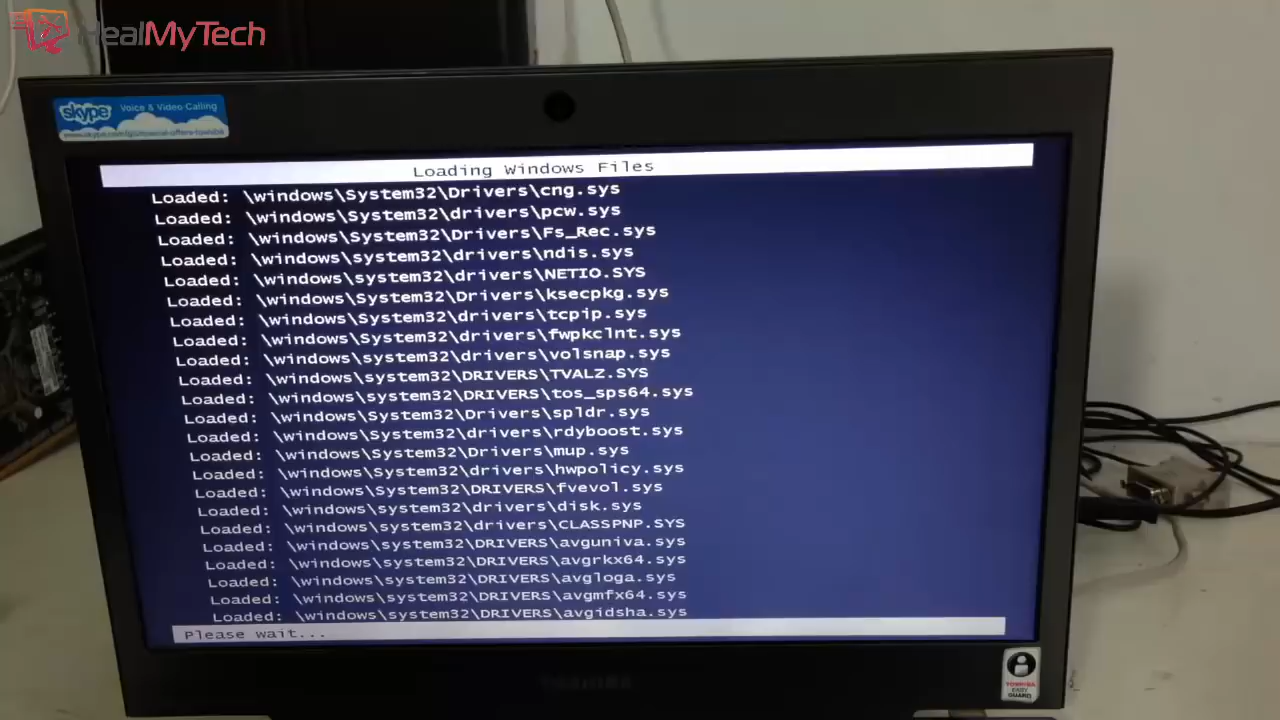 HealMyTech
skype Voice & Video Calling
Loading Windows Files
Loaded: \windows\System32\Drivers\cng.sys
Loaded: \windows\System32\drivers\pcw.sys
Loaded: \windows\System32\Drivers\Fs_Rec.sys
Loaded: \windows\System32\drivers\ndis.sys
Loaded: \windows\System32\drivers\NETIO.SYS
Loaded: \windows\System32\Drivers\ksecpkg.sys
Loaded: \windows\System32\drivers\tcpip.sys
Loaded: \windows\System32\drivers\fwpkclnt.sys
Loaded: \windows\system32\drivers\volsnap.sys
Loaded: \windows\system32\DRIVERS\TVALZ.SYS
Loaded: \windows\system32\DRIVERS\tos_sps64.sys
Loaded: \windows\System32\drivers\spldr.sys
Loaded: \windows\System32\drivers\rdyboost.sys
Loaded: \windows\System32\Drivers\mup.sys
Loaded: \windows\System32\drivers\hwpolicy.sys
Loaded: \windows\System32\DRIVERS\fvevol.sys
Loaded: \windows\system32\DRIVERS\disk.sys
Loaded: \windows\system32\drivers\CLASSPNP.SYS
Loaded: \windows\system32\DRIVERS\avguniva.sys
Loaded: \windows\system32\DRIVERS\avgrkx64.sys
Loaded: \windows\system32\DRIVERS\avgloga.sys
Loaded: \windows\system32\DRIVERS\avgmfx64.sys
Loaded: \windows\system32\DRIVERS\avgidsha.sys
Please wait...
TOSHIBA
TOSHIBA
EASY
GUARD